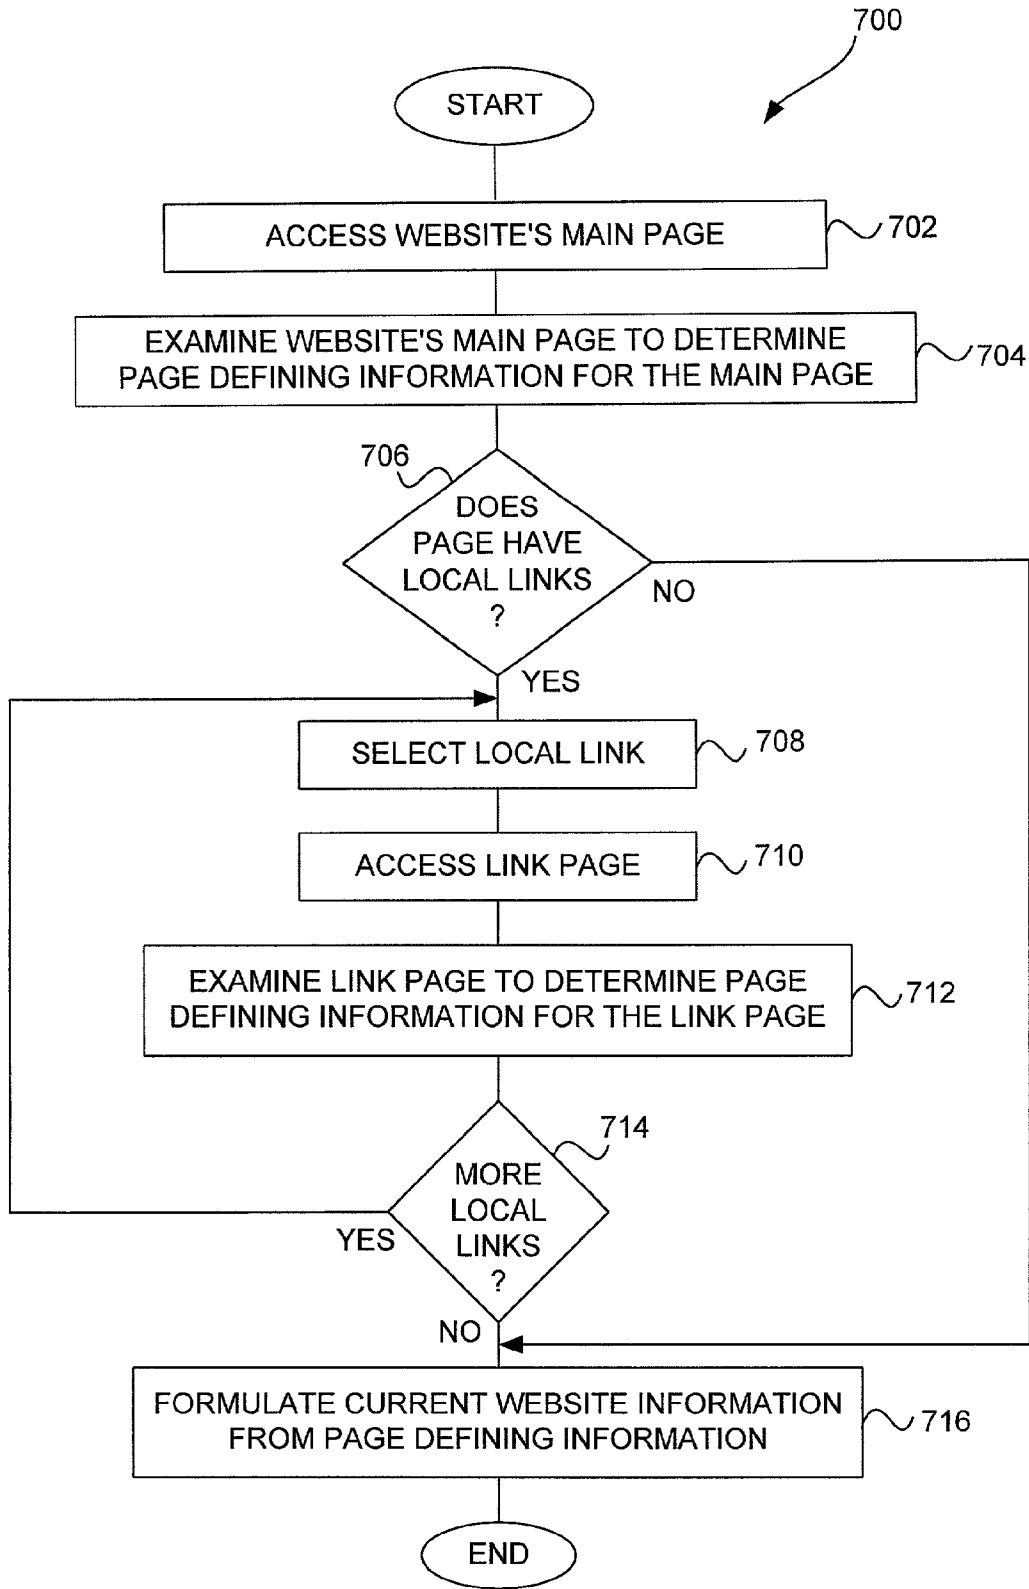 700
START
ACCESS WEBSITE'S MAIN PAGE
702
EXAMINE WEBSITE'S MAIN PAGE TO DETERMINE
PAGE DEFINING INFORMATION FOR THE MAIN PAGE
704
706
DOES
PAGE HAVE
LOCAL LINKS
?
NO
YES
SELECT LOCAL LINK
708
ACCESS LINK PAGE
710
EXAMINE LINK PAGE TO DETERMINE PAGE
DEFINING INFORMATION FOR THE LINK PAGE
712
714
MORE
LOCAL
LINKS
?
YES
NO
FORMULATE CURRENT WEBSITE INFORMATION
FROM PAGE DEFINING INFORMATION
716
END